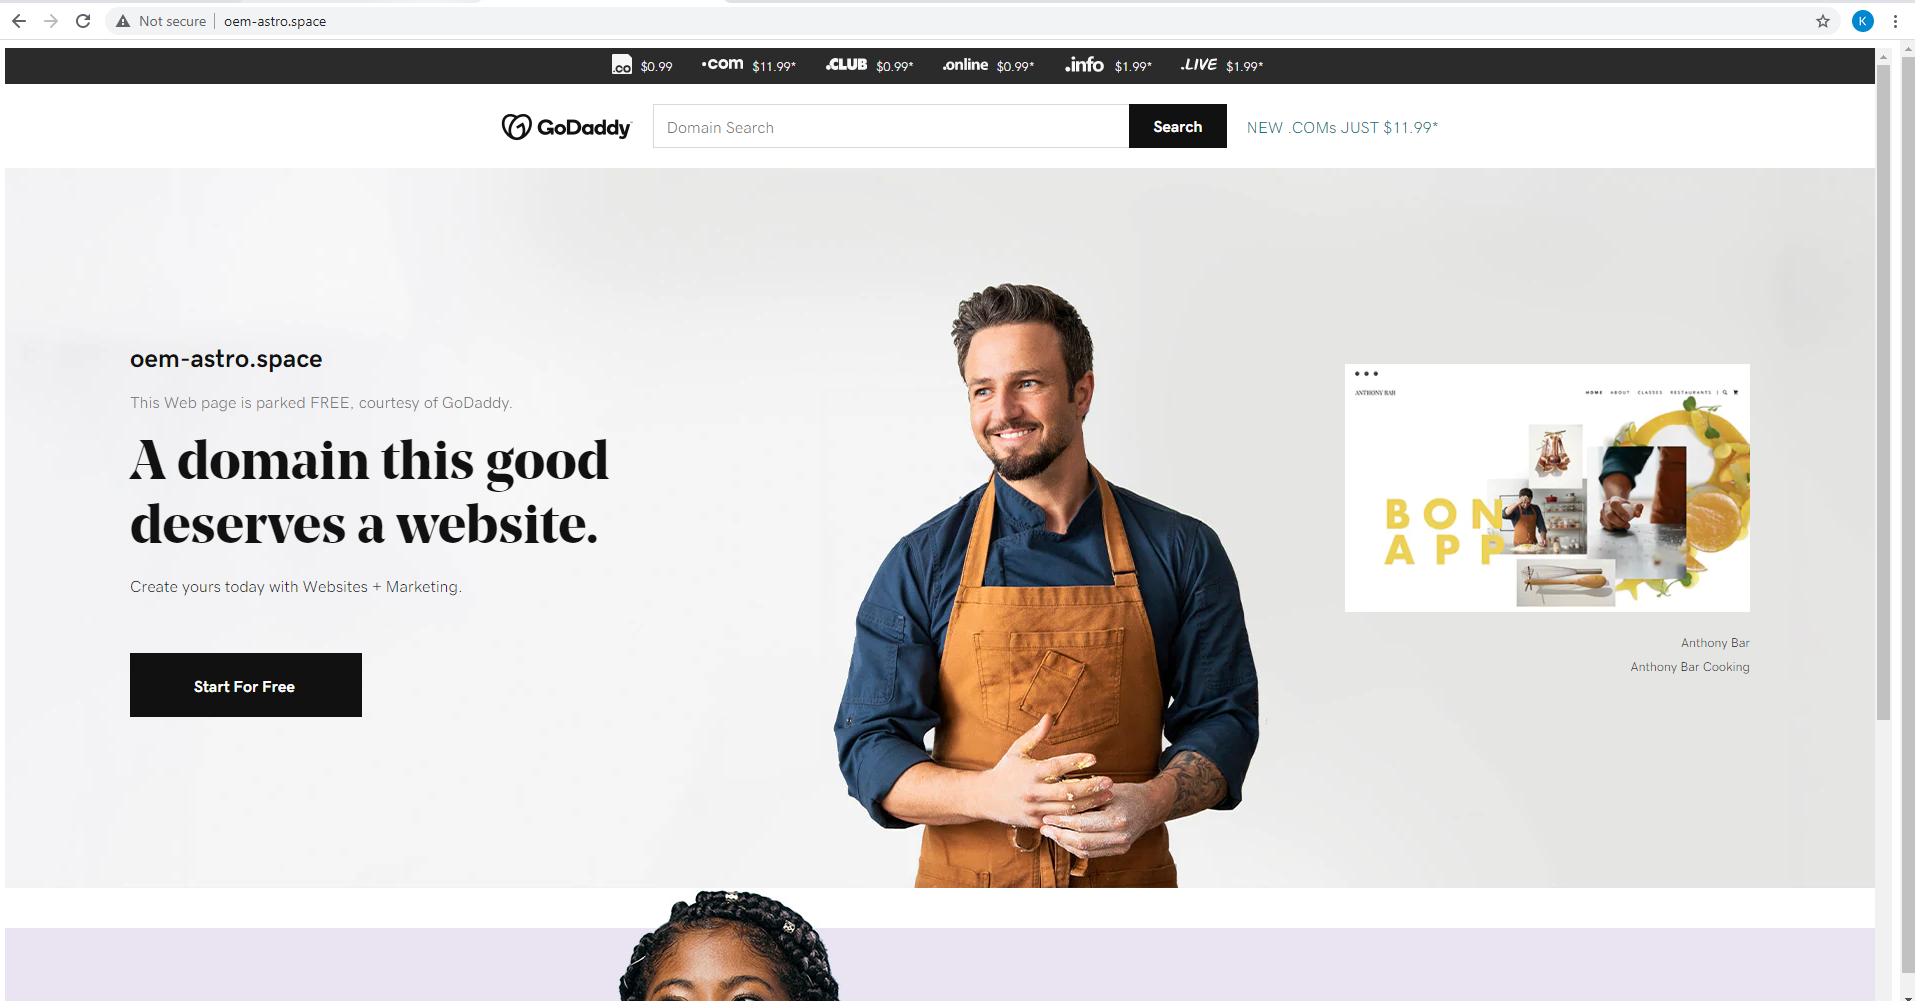 Not secure
oem-astro.space
.co $0.99 .com $11.99* .CLUB $0.99* .online $0.99* .info $1.99* .LIVE $1.99*
GoDaddy
Domain Search
Search
NEW .COMs JUST $11.99*
oem-astro.space
This Web page is parked FREE, courtesy of GoDaddy.
A domain this good
deserves a website.
Create yours today with Websites + Marketing.
Start For Free
ANTHONY BAR
HOME ABOUT CLASSES RESTAURANTS
BON
APP
Anthony Bar
Anthony Bar Cooking
K